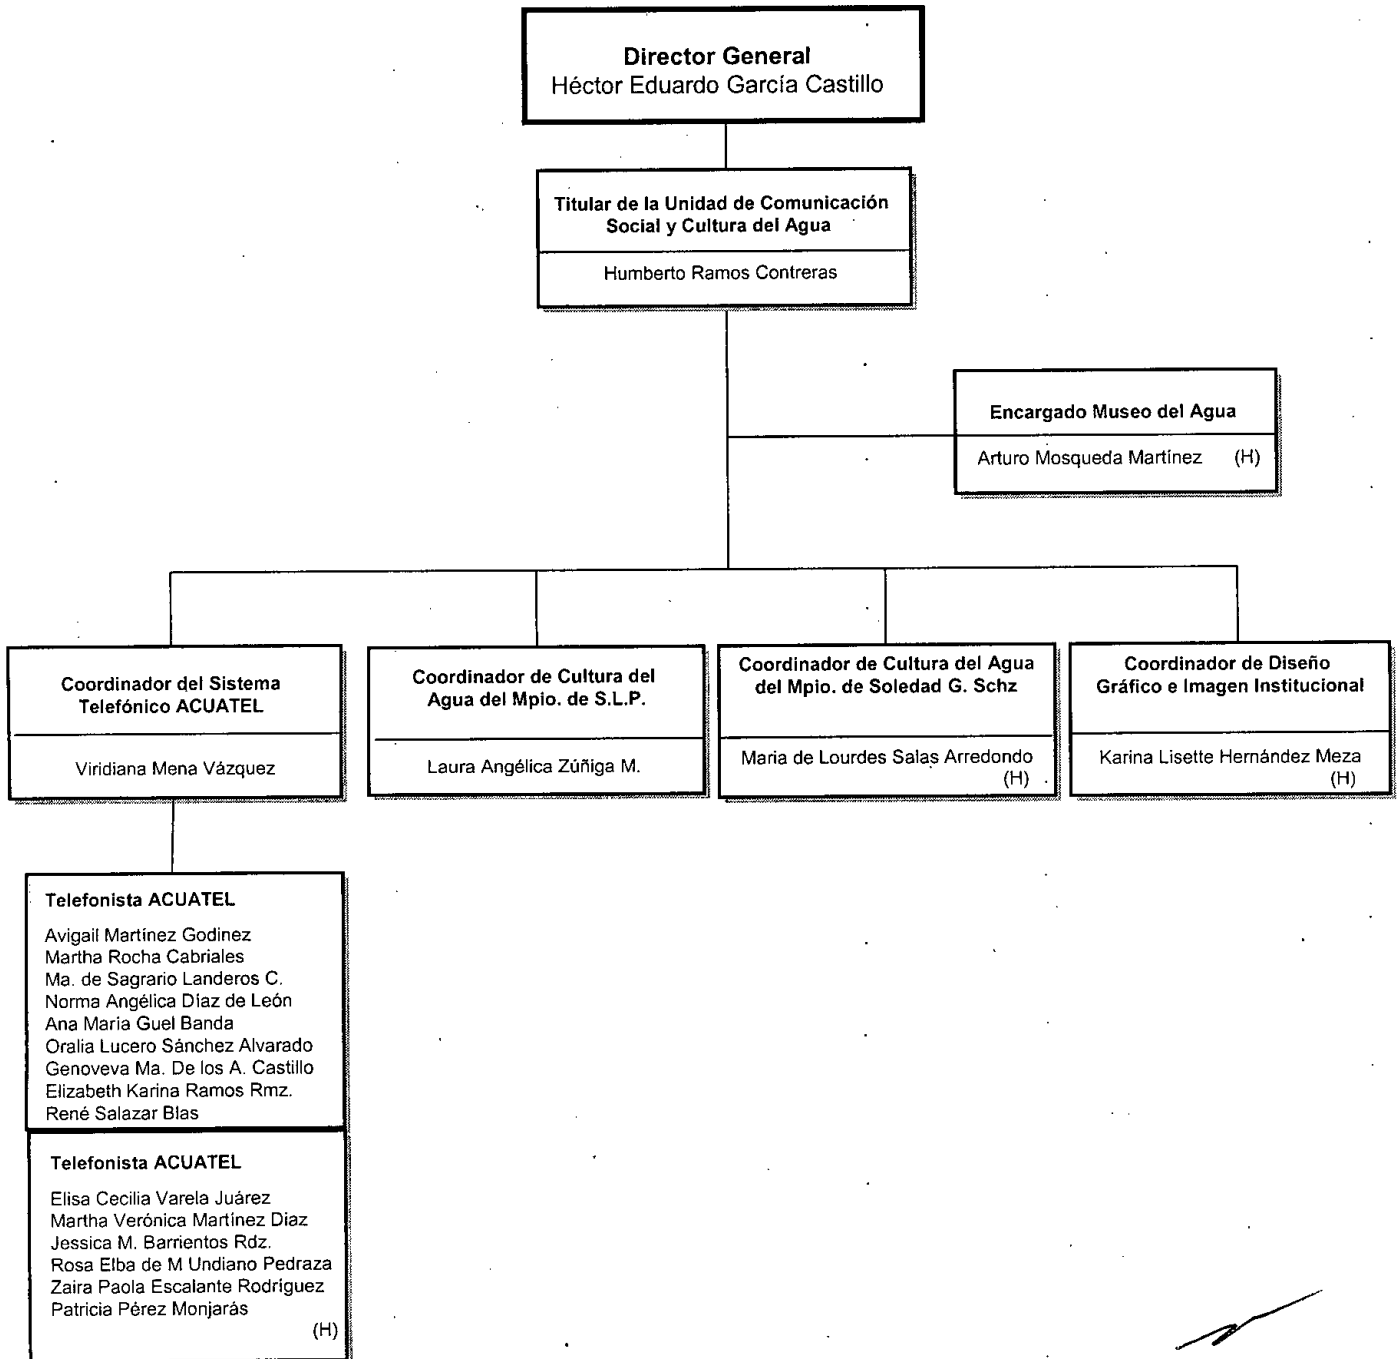 Director General
Héctor Eduardo García Castillo
Titular de la Unidad de Comunicación
Social y Cultura del Agua
Humberto Ramos Contreras
Encargado Museo del Agua
Arturo Mosqueda Martínez (H)
Coordinador del Sistema
Telefónico ACUATEL
Viridiana Mena Vázquez
Coordinador de Cultura del
Agua del Mpio. de S.L.P.
Laura Angélica Zúñiga M.
Coordinador de Cultura del Agua
del Mpio. de Soledad G. Schz
Maria de Lourdes Salas Arredondo
(H)
Coordinador de Diseño
Gráfico e Imagen Institucional
Karina Lisette Hernández Meza
(H)
Telefonista ACUATEL
Avigail Martínez Godinez
Martha Rocha Cabriales
Ma. de Sagrario Landeros C.
Norma Angélica Díaz de León
Ana Maria Guel Banda
Oralia Lucero Sánchez Alvarado
Genoveva Ma. De los A. Castillo
Elizabeth Karina Ramos Rmz.
René Salazar Blas
Telefonista ACUATEL
Elisa Cecilia Varela Juárez
Martha Verónica Martínez Diaz
Jessica M. Barrientos Rdz.
Rosa Elba de M Undiano Pedraza
Zaira Paola Escalante Rodríguez
Patricia Pérez Monjarás
(H)